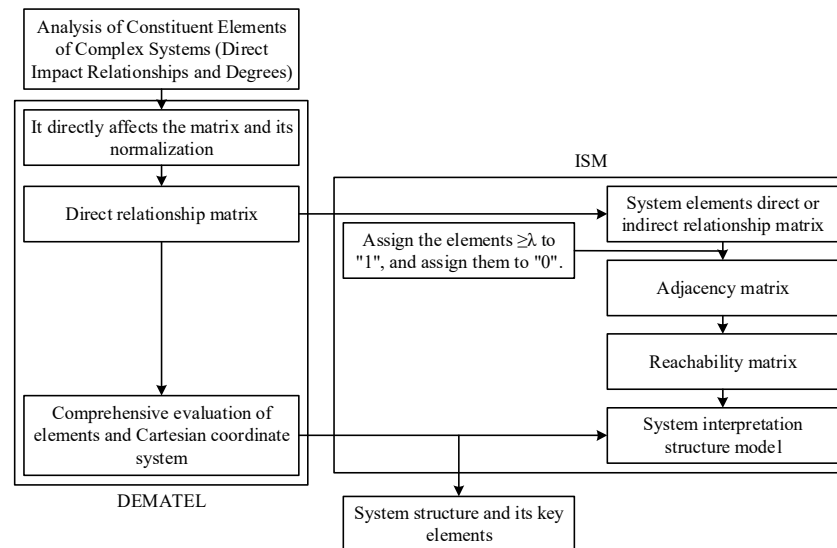 Analysis of Constituent Elements
of Complex Systems (Direct
Impact Relationships and Degrees)
It directly affects the matrix and its
normalization
Direct relationship matrix
Comprehensive evaluation of
elements and Cartesian coordinate
system
DEMATEL
ISM
System elements direct or
indirect relationship matrix
Assign the elements ≥λ to
"1", and assign them to "0".
Adjacency matrix
Reachability matrix
System interpretation
structure model
System structure and its key
elements